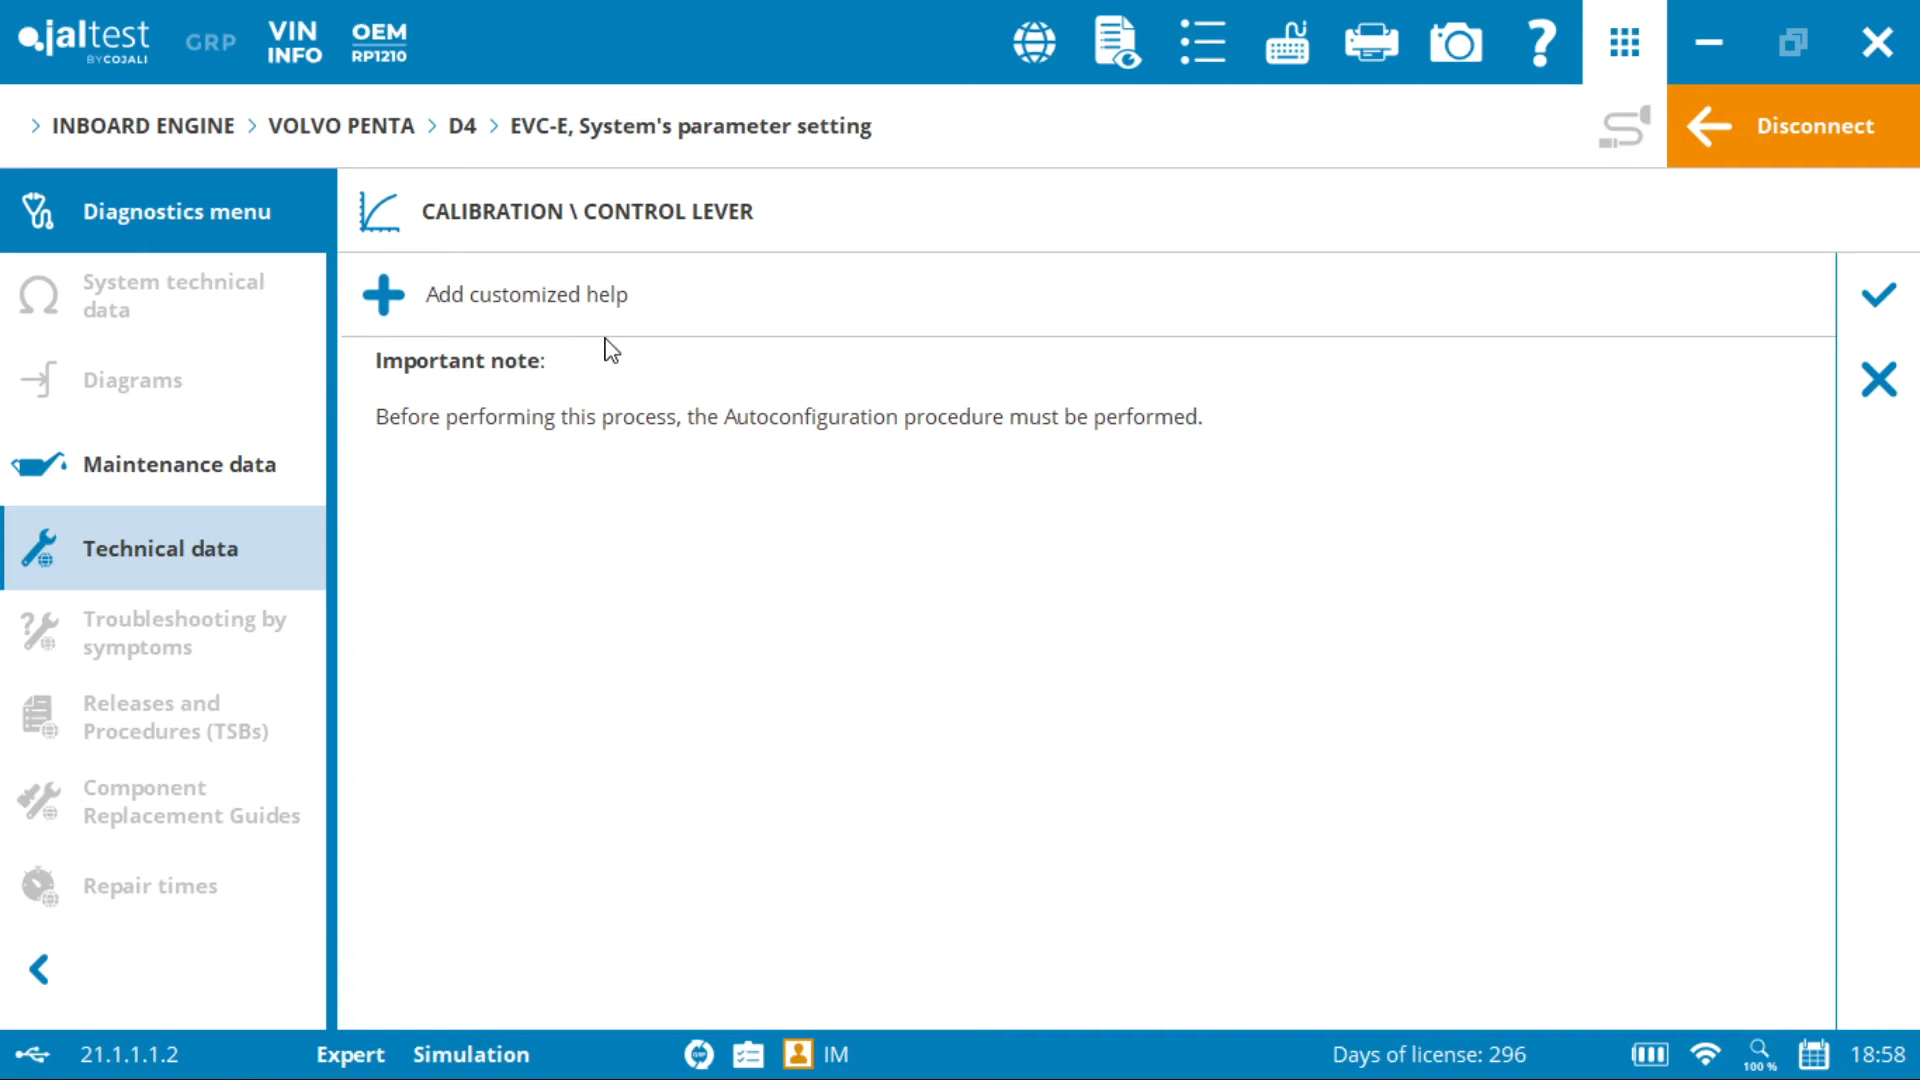 jaltest
BY COJALI
GRP
VIN
INFO
OEM
RP1210
> INBOARD ENGINE > VOLVO PENTA > D4 > EVC-E, System's parameter setting
Disconnect
Diagnostics menu
CALIBRATION \ CONTROL LEVER
System technical
data
Add customized help
Important note:
Diagrams
Before performing this process, the Autoconfiguration procedure must be performed.
Maintenance data
Technical data
Troubleshooting by
symptoms
Releases and
Procedures (TSBs)
Component
Replacement Guides
Repair times
21.1.1.1.2
Expert
Simulation
IM
Days of license: 296
100 %
18:58